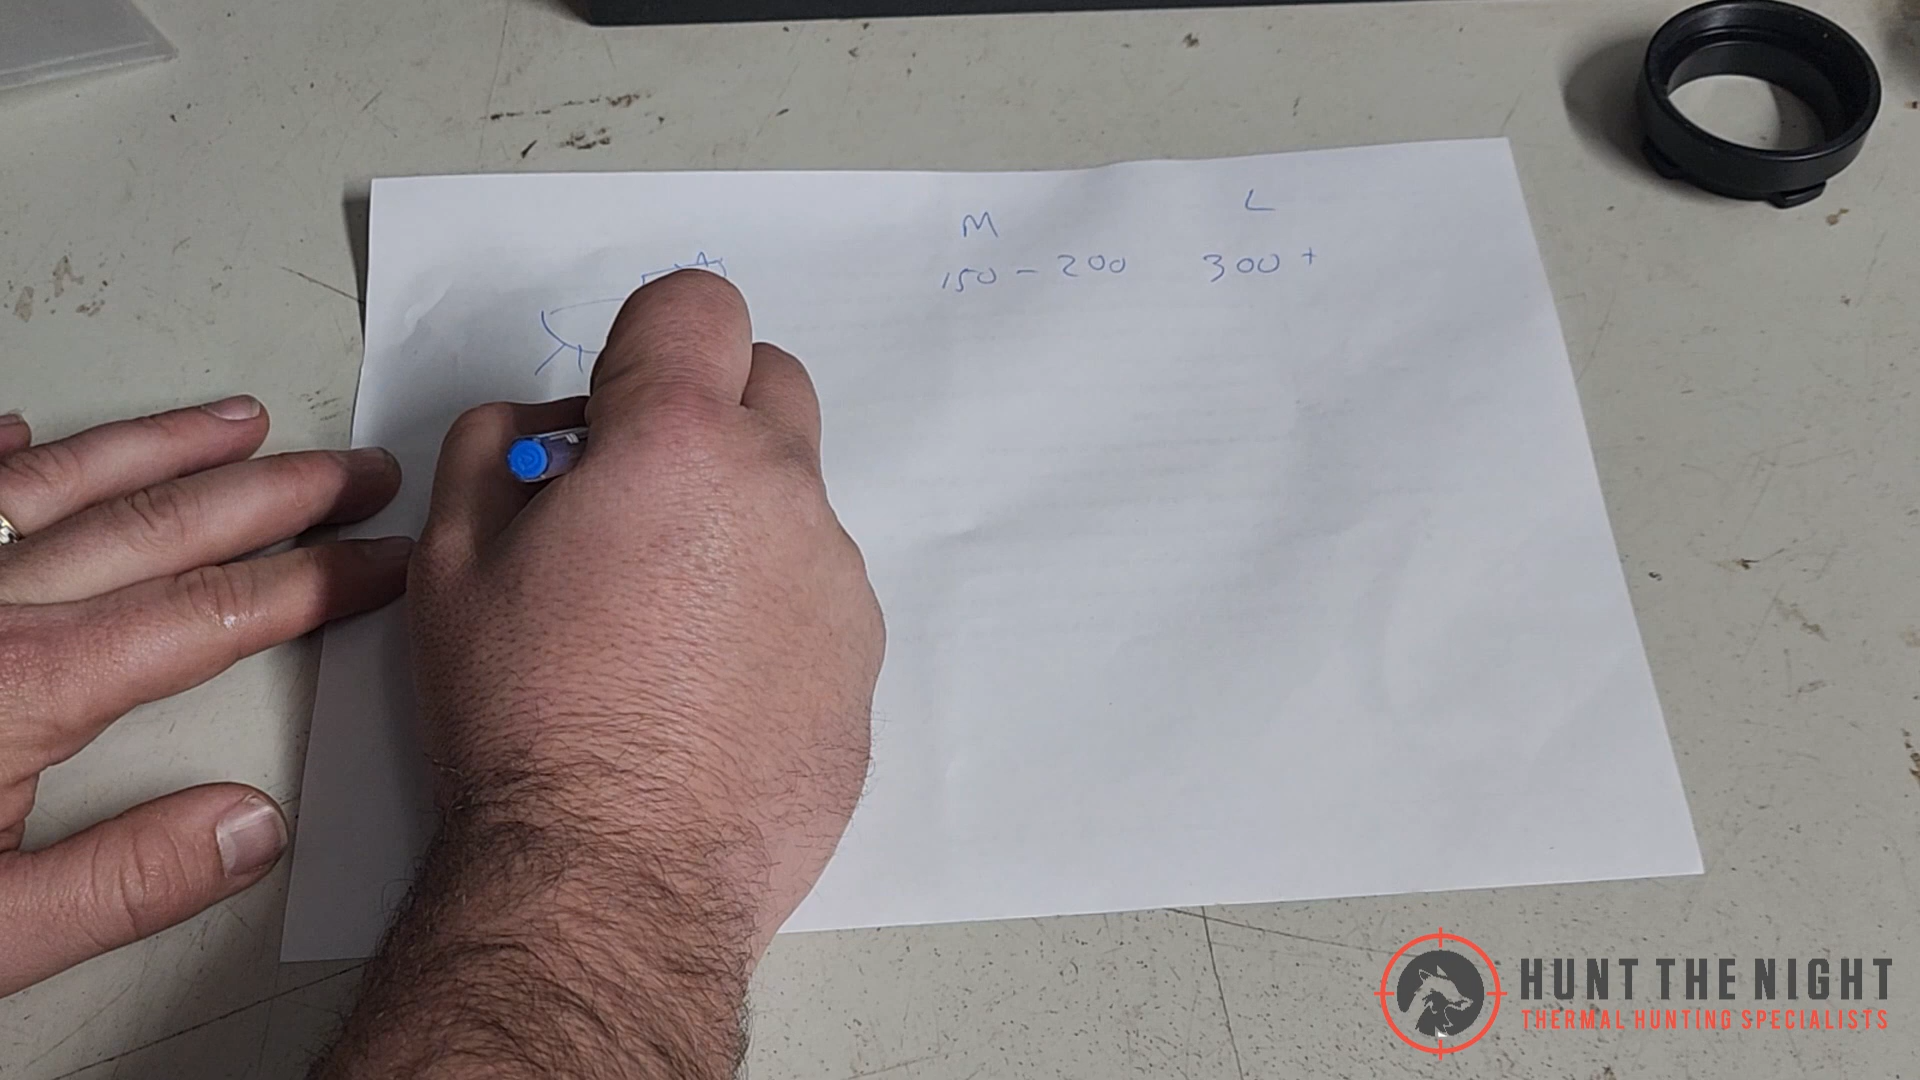 M L
150 - 200 300 +
HUNT THE NIGHT
THERMAL HUNTING SPECIALISTS